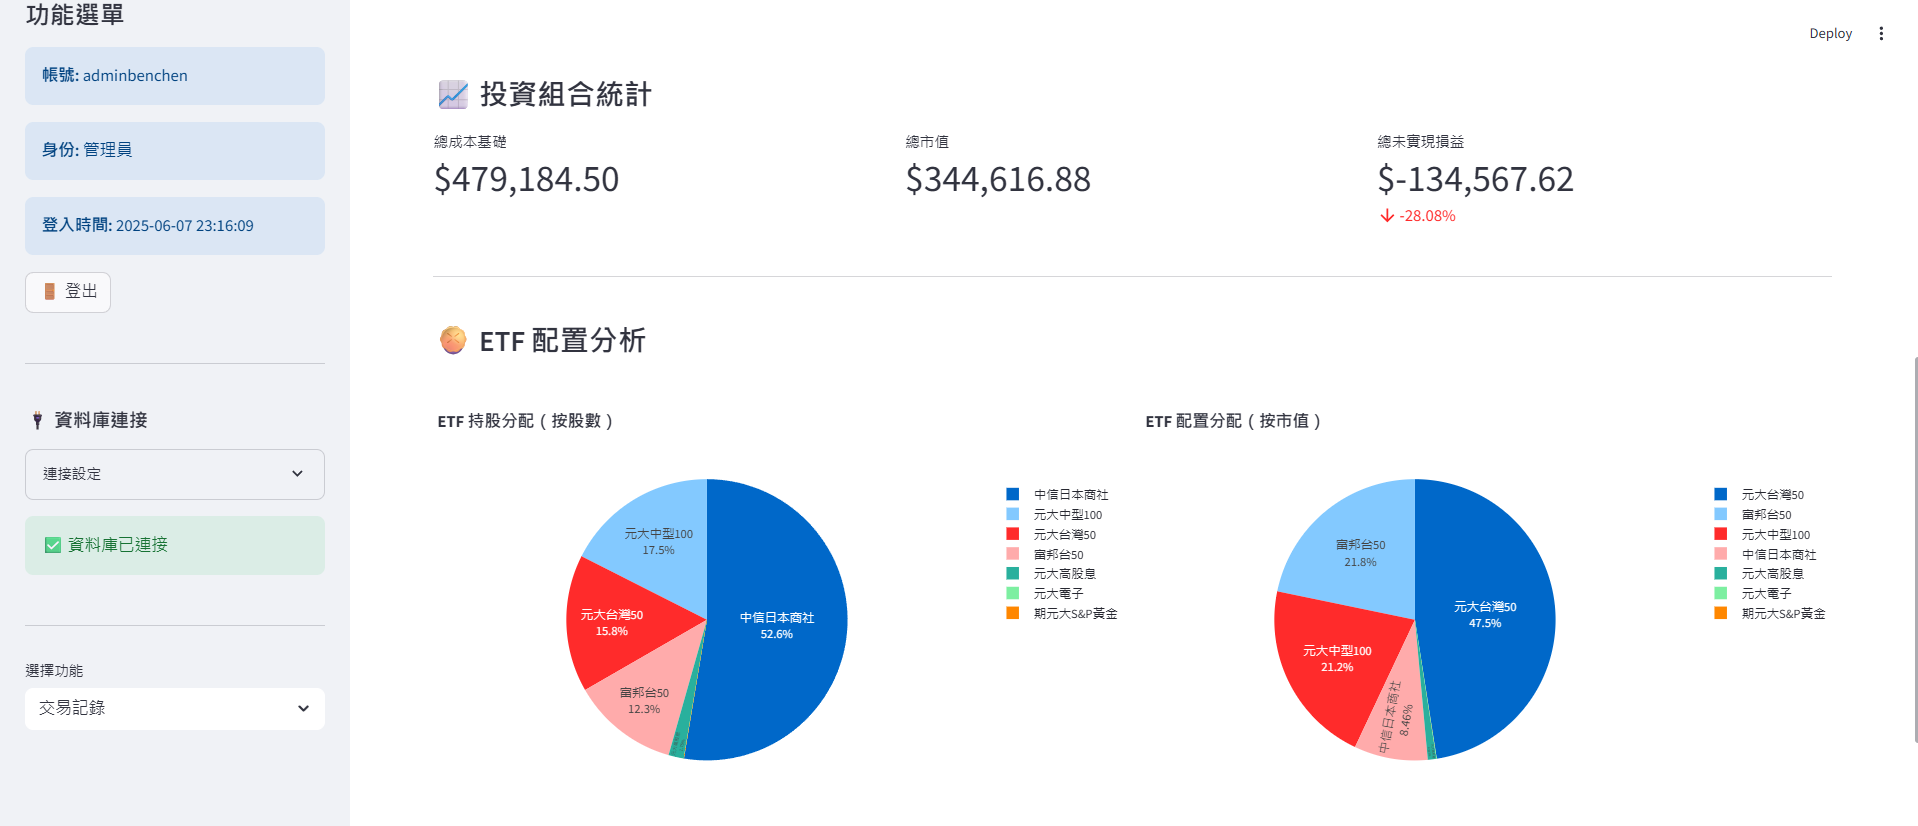 功能選單
帳號: adminbenchen
身份: 管理員
登入時間: 2025-06-07 23:16:09
登出
資料庫連接
連接設定
資料庫已連接
選擇功能
交易記錄
Deploy
投資組合統計
總成本基礎
$479,184.50
總市值
$344,616.88
總未實現損益
$-134,567.62
-28.08%
ETF 配置分析
ETF 持股分配 ( 按股數 )
元大中型100
17.5%
元大台灣50
15.8%
富邦台50
12.3%
中信日本商社
52.6%
中信日本商社
元大中型100
元大台灣50
富邦台50
元大高股息
元大電子
期元大S&P黃金
ETF 配置分配 ( 按市值 )
富邦台50
21.8%
元大中型100
21.2%
中信日本商社
8.46%
元大台灣50
47.5%
元大台灣50
富邦台50
元大中型100
中信日本商社
元大高股息
元大電子
期元大S&P黃金